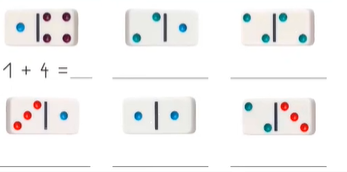 1 + 4 = __